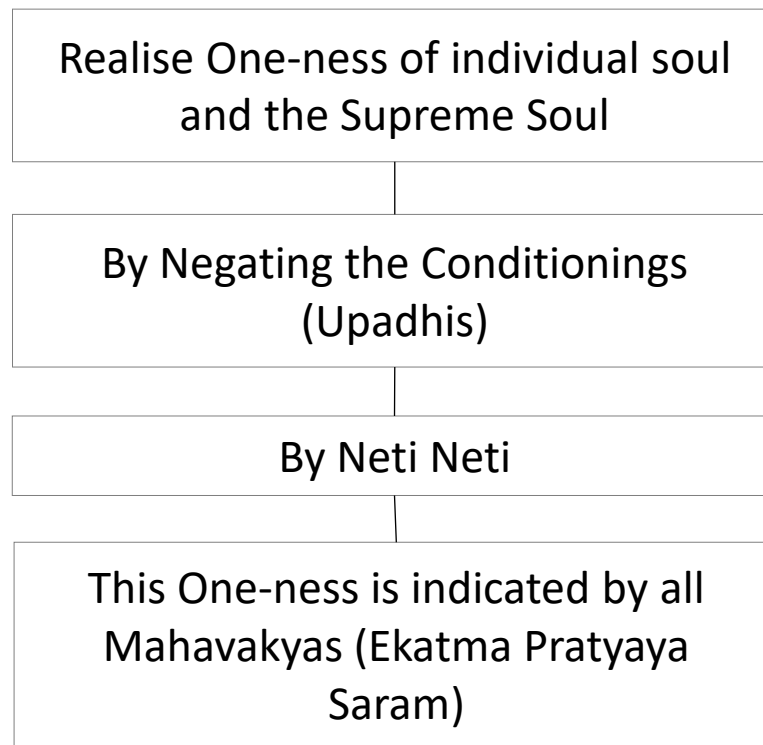 Realise One-ness of individual soul
and the Supreme Soul
By Negating the Conditionings
(Upadhis)
By Neti Neti
This One-ness is indicated by all
Mahavakyas (Ekatma Pratyaya
Saram)